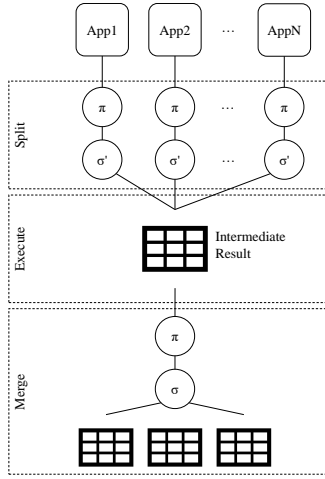 App1 App2 ... AppN
Split
π π ... π
σ' σ' ... σ'
Execute
Intermediate
Result
Merge
π
σ